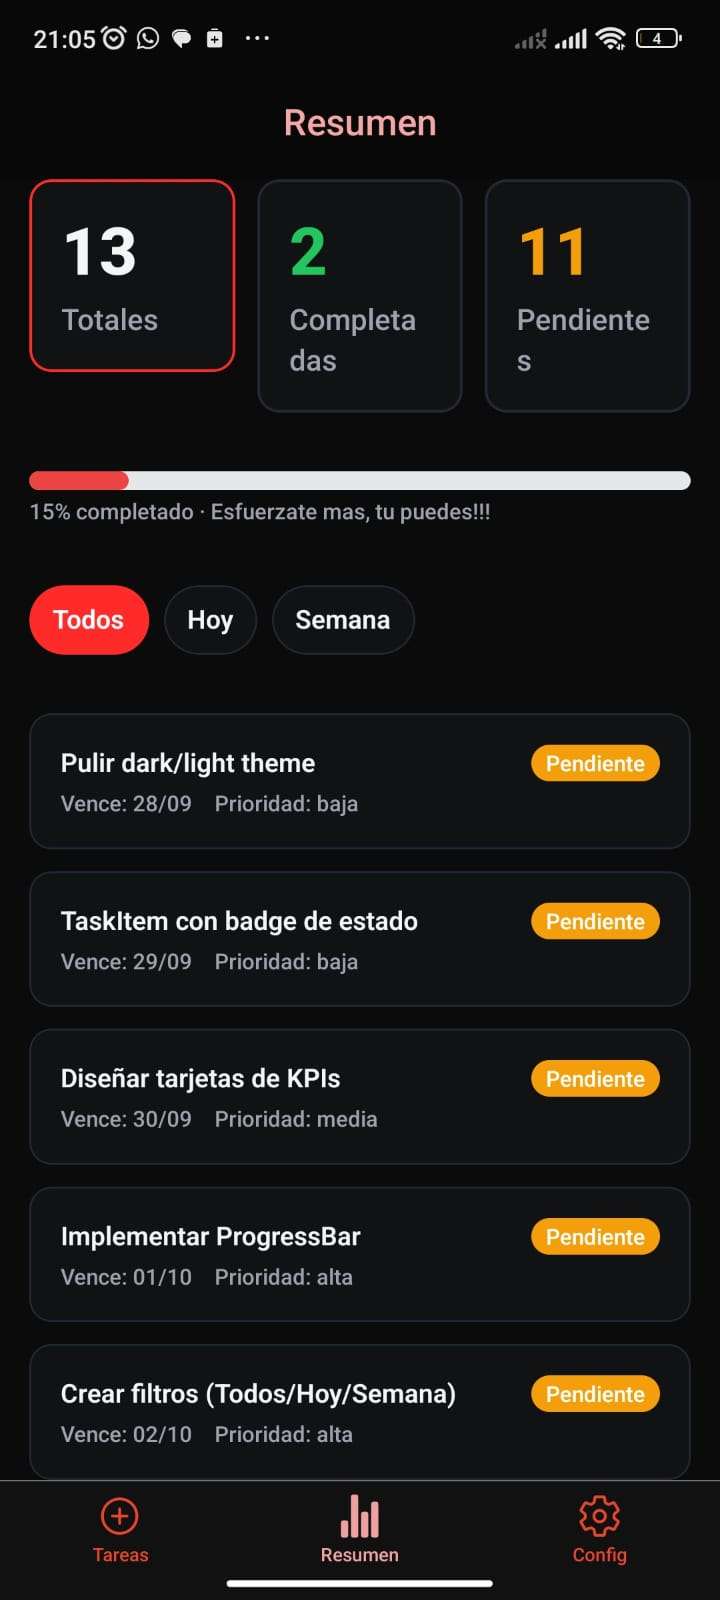 21:05
4
Resumen
13
Totales
2
Completa
das
11
Pendiente
s
15% completado · Esfuerzate mas, tu puedes!!!
Todos Hoy Semana
Pulir dark/light theme Pendiente
Vence: 28/09 Prioridad: baja
TaskItem con badge de estado Pendiente
Vence: 29/09 Prioridad: baja
Diseñar tarjetas de KPIs Pendiente
Vence: 30/09 Prioridad: media
Implementar ProgressBar Pendiente
Vence: 01/10 Prioridad: alta
Crear filtros (Todos/Hoy/Semana) Pendiente
Vence: 02/10 Prioridad: alta
Tareas Resumen Config